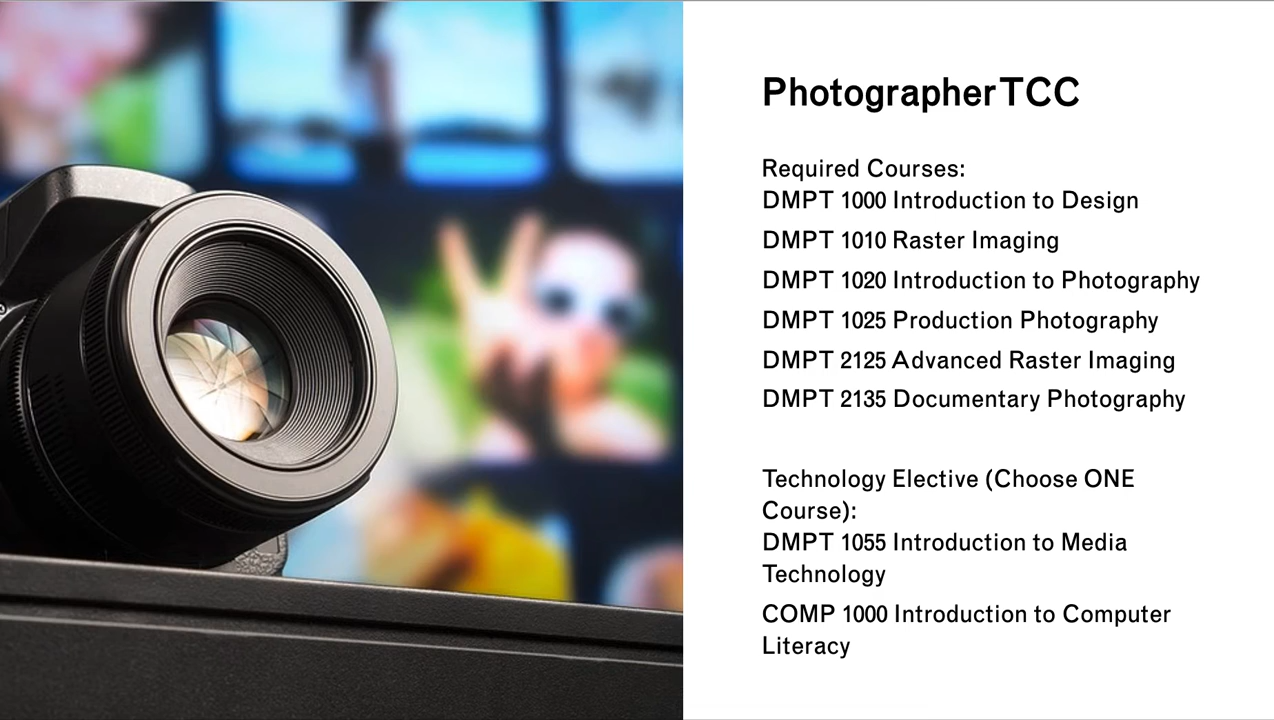 Photographer TCC
Required Courses:
DMPT 1000 Introduction to Design
DMPT 1010 Raster Imaging
DMPT 1020 Introduction to Photography
DMPT 1025 Production Photography
DMPT 2125 Advanced Raster Imaging
DMPT 2135 Documentary Photography
Technology Elective (Choose ONE
Course):
DMPT 1055 Introduction to Media
Technology
COMP 1000 Introduction to Computer
Literacy